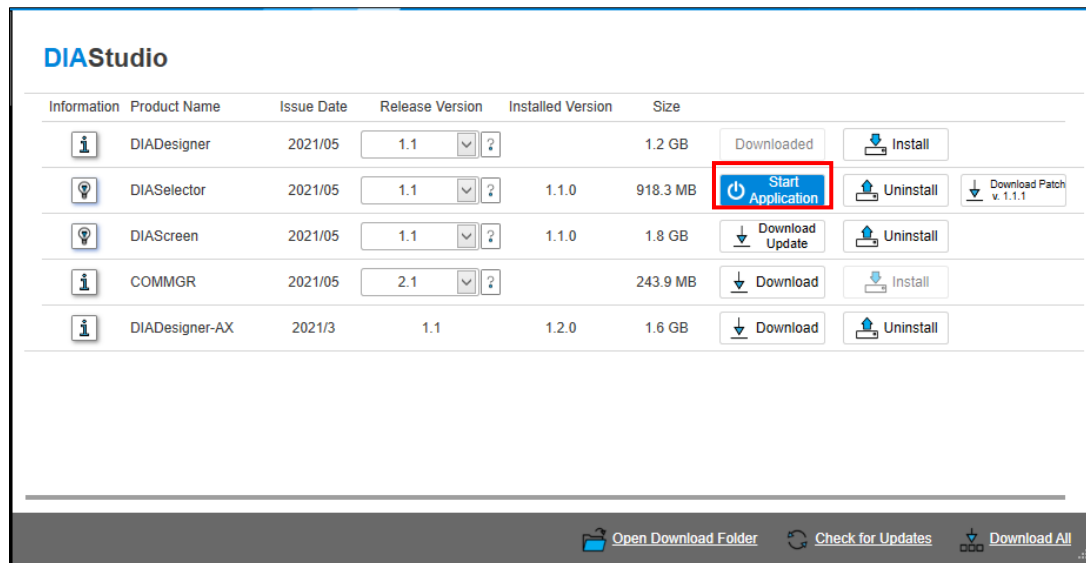 DIAStudio
Information Product Name Issue Date Release Version Installed Version Size
i DIADesigner 2021/05 1.1 ? 1.2 GB Downloaded Install
DIASelector 2021/05 1.1 ? 1.1.0 918.3 MB Start Application Uninstall Download Patch v. 1.1.1
DIAScreen 2021/05 1.1 ? 1.1.0 1.8 GB Download Update Uninstall
i COMMGR 2021/05 2.1 ? 243.9 MB Download Install
i DIADesigner-AX 2021/3 1.1 1.2.0 1.6 GB Download Uninstall
Open Download Folder Check for Updates Download All